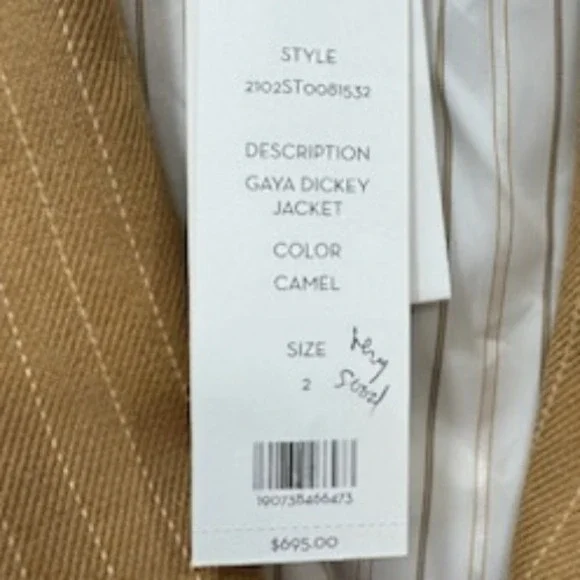 STYLE
2102ST0081532
DESCRIPTION
GAYA DICKEY
JACKET
COLOR
CAMEL
SIZE
2
190738466473
$695.00